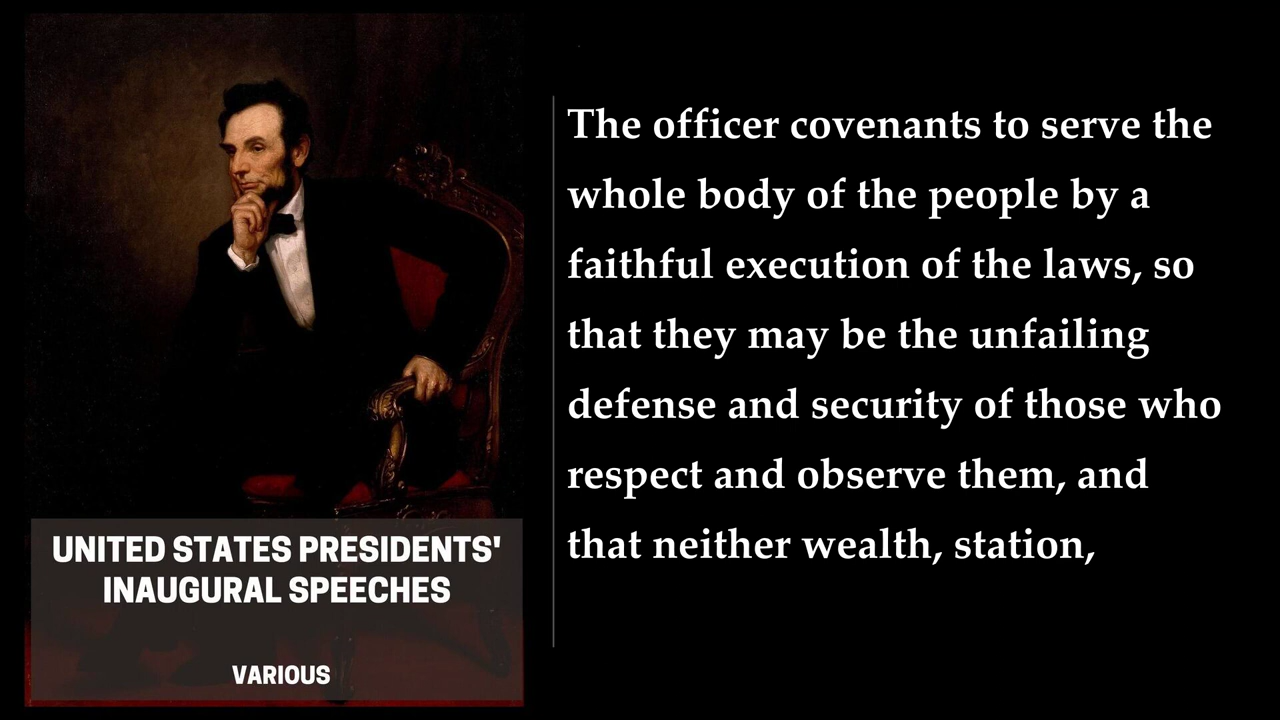 The officer covenants to serve the
whole body of the people by a
faithful execution of the laws, so
that they may be the unfailing
defense and security of those who
respect and observe them, and
that neither wealth, station,
UNITED STATES PRESIDENTS'
INAUGURAL SPEECHES
VARIOUS